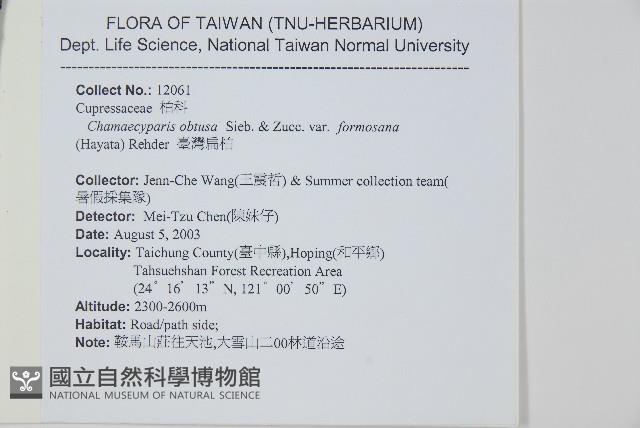 FLORA OF TAIWAN (TNU-HERBARIUM)
Dept. Life Science, National Taiwan Normal University
Collect No.: 12061
Cupressaceae 柏科
Chamaecyparis obtusa Sieb. & Zucc. var. formosana
(Hayata) Rehder 臺灣扁柏
Collector: Jenn-Che Wang(王震哲) & Summer collection team(
暑假採集隊)
Detector: Mei-Tzu Chen(陳妹仔)
Date: August 5, 2003
Locality: Taichung County(臺中縣),Hoping(和平鄉)
Tahsuehshan Forest Recreation Area
(24° 16' 13" N, 121° 00' 50" E)
Altitude: 2300-2600m
Habitat: Road/path side;
Note: 鞍馬山莊往天池,大雪山二00林道沿途
國立自然科學博物館
NATIONAL MUSEUM OF NATURAL SCIENCE